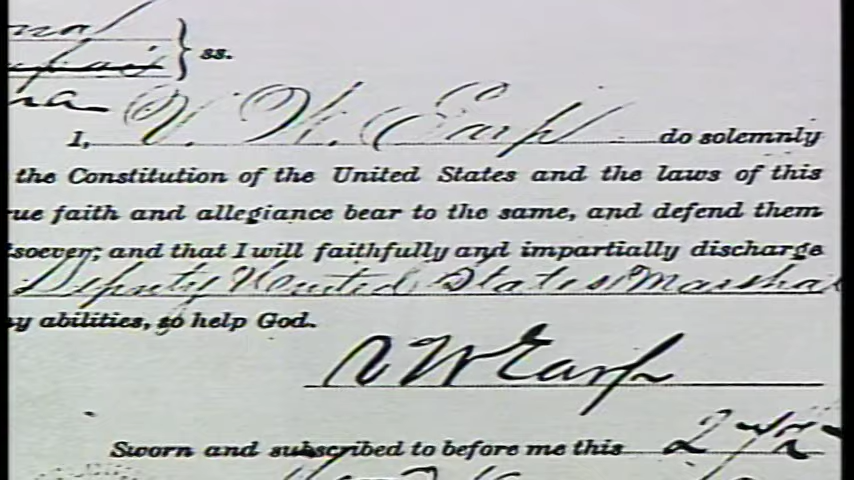 ss.
I, V. W. Earp do solemnly
the Constitution of the United States and the laws of this
ue faith and allegiance bear to the same, and defend them
tsoever; and that I will faithfully and impartially discharge
Deputy United States Marshal
y abilities, so help God.
V W Earp
Sworn and subscribed to before me this 27th